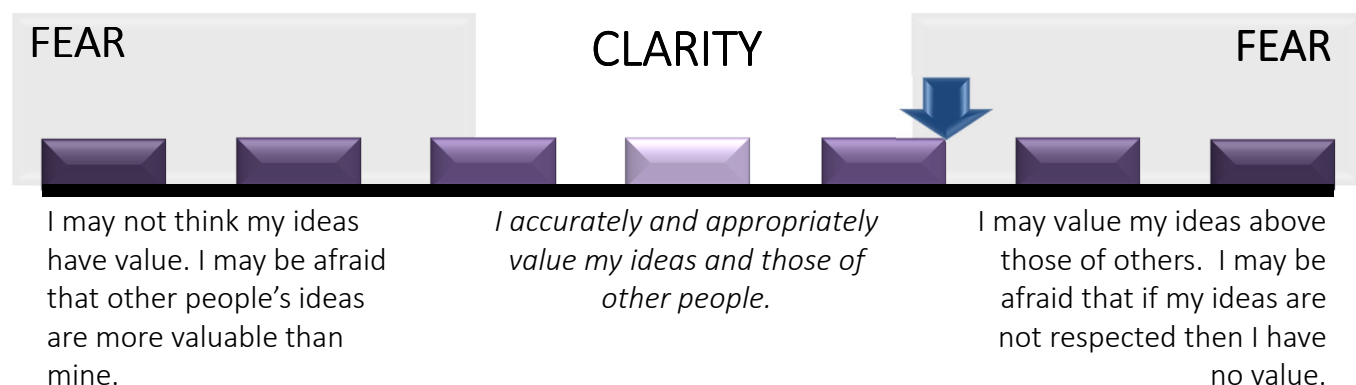 FEAR
CLARITY
FEAR
I may not think my ideas
have value. I may be afraid
that other people’s ideas
are more valuable than
mine.
I accurately and appropriately
value my ideas and those of
other people.
I may value my ideas above
those of others.  I may be
afraid that if my ideas are
not respected then I have
no value.